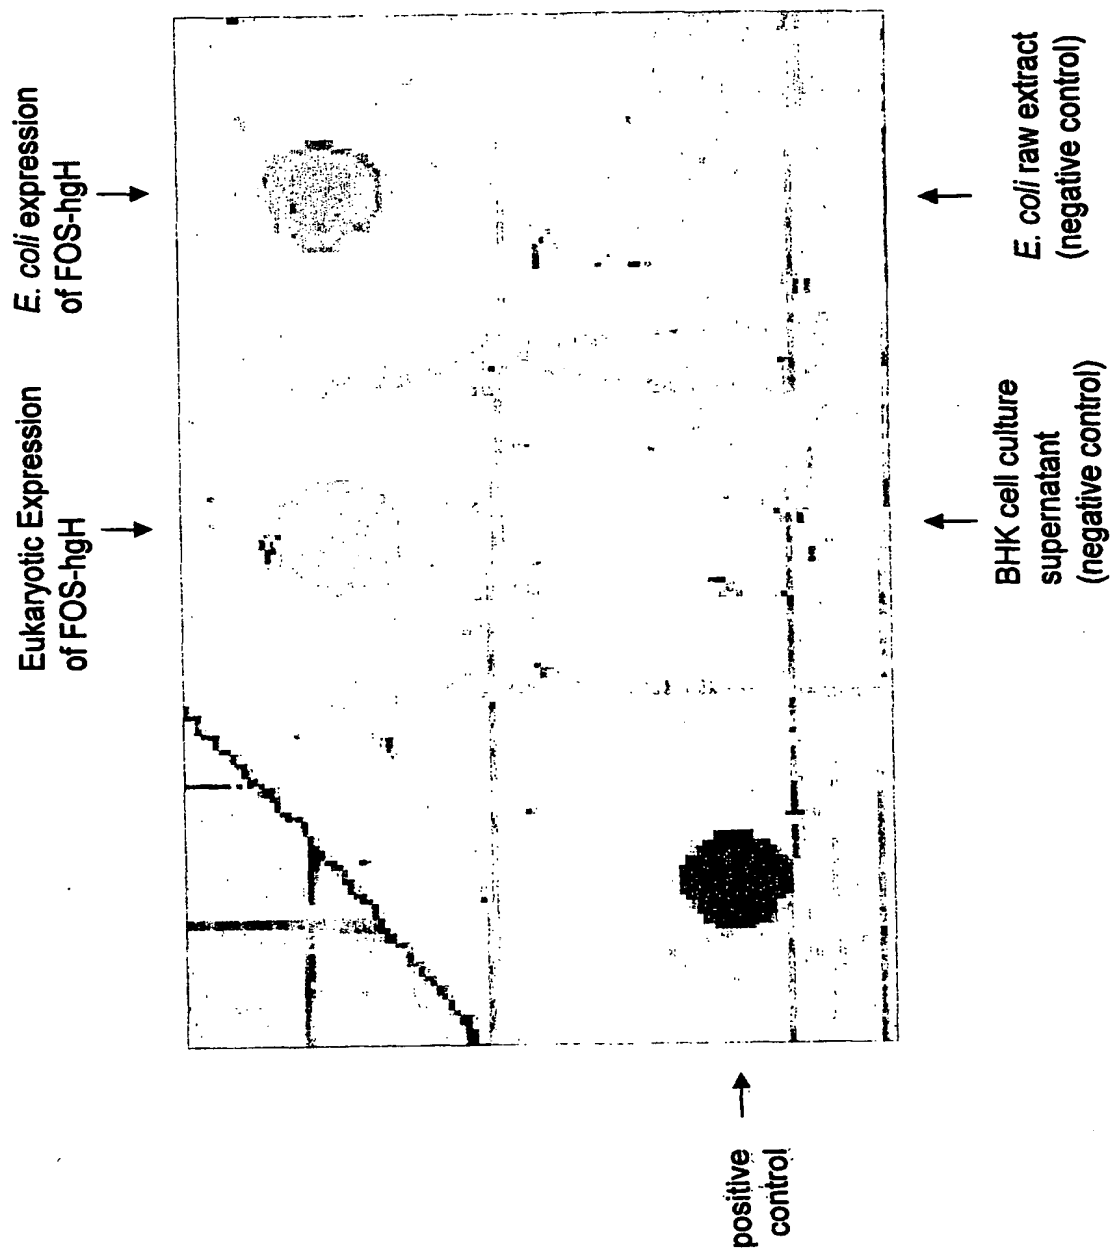 E. coli expression
of FOS-hgH
Eukaryotic Expression
of FOS-hgH
E. coli raw extract
(negative control)
BHK cell culture
supernatant
(negative control)
positive
control